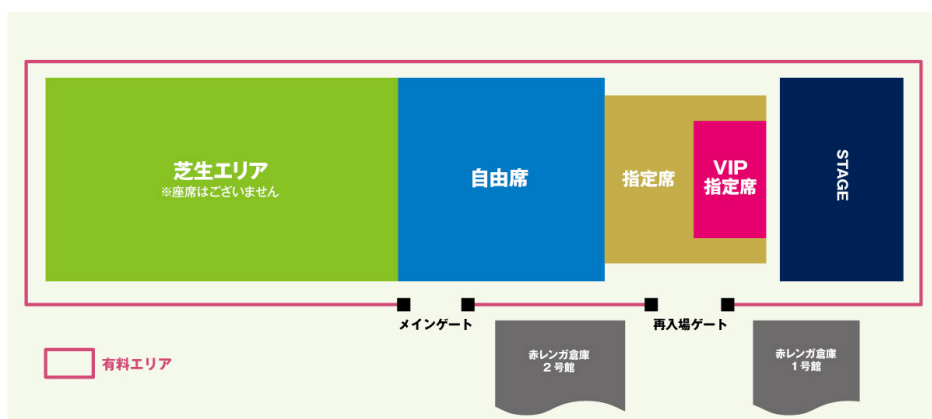 芝生エリア
※座席はございません
自由席
指定席
VIP
指定席
STAGE
メインゲート
再入場ゲート
赤レンガ倉庫
2号館
赤レンガ倉庫
1号館
有料エリア